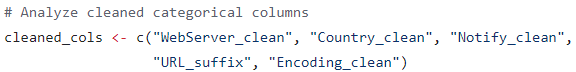 # Analyze cleaned categorical columns
cleaned_cols <- c("WebServer_clean", "Country_clean", "Notify_clean",
"URL_suffix", "Encoding_clean")